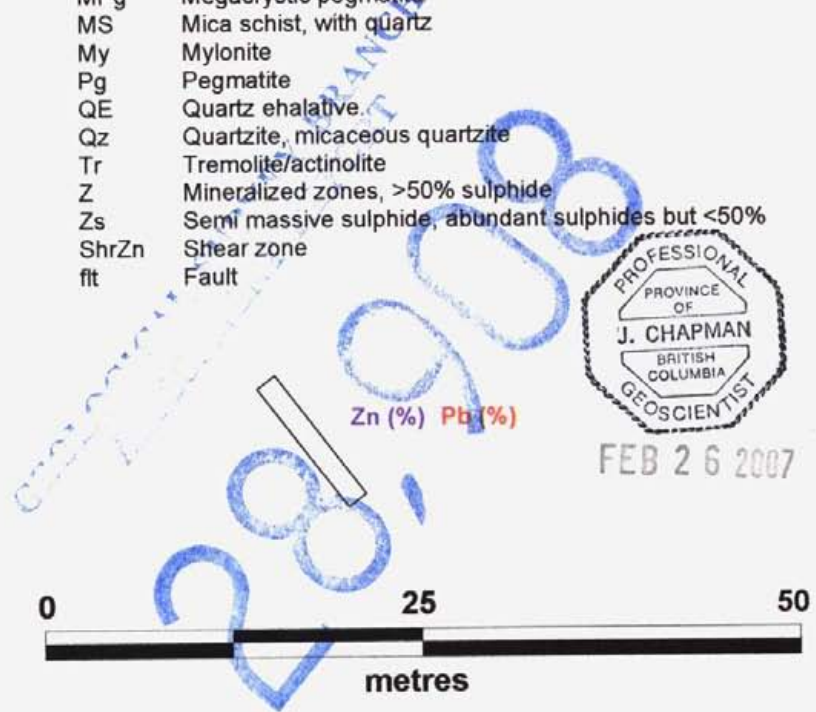 MS Mica schist, with quartz
My Mylonite
Pg Pegmatite
QE Quartz ehalative
Qz Quartzite, micaceous quartzite
Tr Tremolite/actinolite
Z Mineralized zones, >50% sulphide
Zs Semi massive sulphide, abundant sulphides but <50%
ShrZn Shear zone
flt Fault
BRANCH
28,908
PROFESSIONAL
PROVINCE
OF
J. CHAPMAN
BRITISH
COLUMBIA
GEOSCIENTIST
FEB 26 2007
Zn (%) Pb (%)
0 25 50
metres